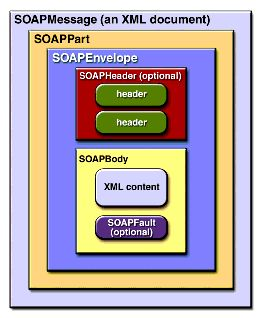 SOAPMessage (an XML document)
SOAPPart
SOAPEnvelope
SOAPHeader (optional)
header
header
SOAPBody
XML content
SOAPFault
(optional)